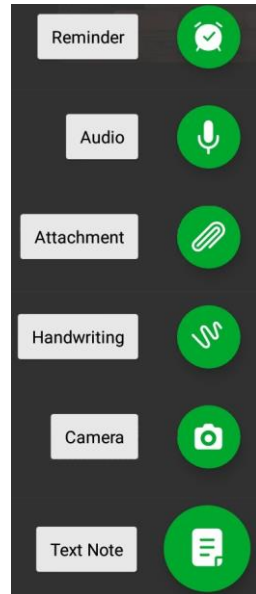 Reminder
Audio
Attachment
Handwriting
Camera
Text Note